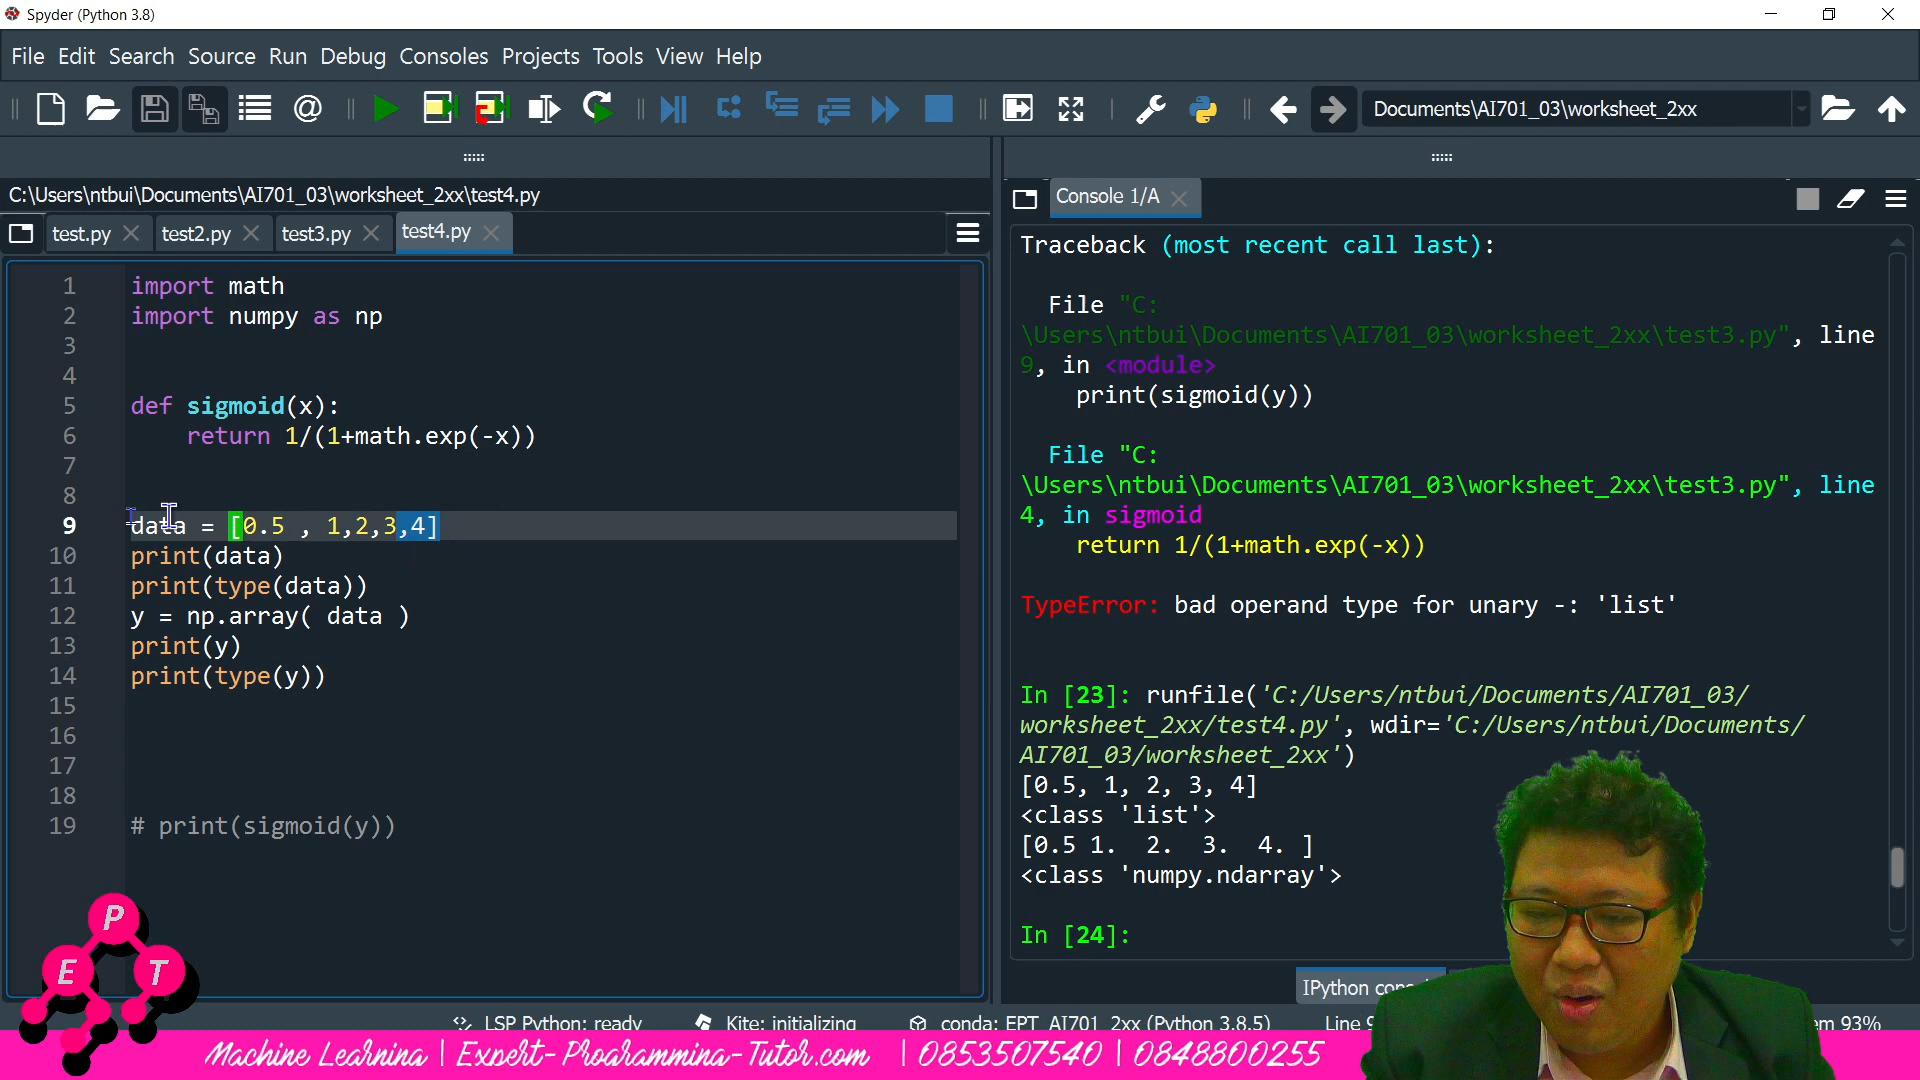 Spyder (Python 3.8)
File Edit Search Source Run Debug Consoles Projects Tools View Help
Documents\AI701_03\worksheet_2xx
C:\Users\ntbui\Documents\AI701_03\worksheet_2xx\test4.py
test.py test2.py test3.py test4.py
1 import math
2 import numpy as np
3
4
5 def sigmoid(x):
6 return 1/(1+math.exp(-x))
7
8
9 data = [0.5 , 1,2,3,4]
10 print(data)
11 print(type(data))
12 y = np.array( data )
13 print(y)
14 print(type(y))
15
16
17
18
19 # print(sigmoid(y))
Console 1/A
Traceback (most recent call last):
File "C:
\Users\ntbui\Documents\AI701_03\worksheet_2xx\test3.py", line
9, in <module>
print(sigmoid(y))
File "C:
\Users\ntbui\Documents\AI701_03\worksheet_2xx\test3.py", line
4, in sigmoid
return 1/(1+math.exp(-x))
TypeError: bad operand type for unary -: 'list'
In [23]: runfile('C:/Users/ntbui/Documents/AI701_03/
worksheet_2xx/test4.py', wdir='C:/Users/ntbui/Documents/
AI701_03/worksheet_2xx')
[0.5, 1, 2, 3, 4]
<class 'list'>
[0.5 1. 2. 3. 4. ]
<class 'numpy.ndarray'>
In [24]:
IPython
LSP Python: ready Kite: initializing conda: EPT_AI701_2xx (Python 3.8.5) Line 93%
P
E T
Machine Learning | Expert-Programming-Tutor.com | 0853507540 | 0848800255